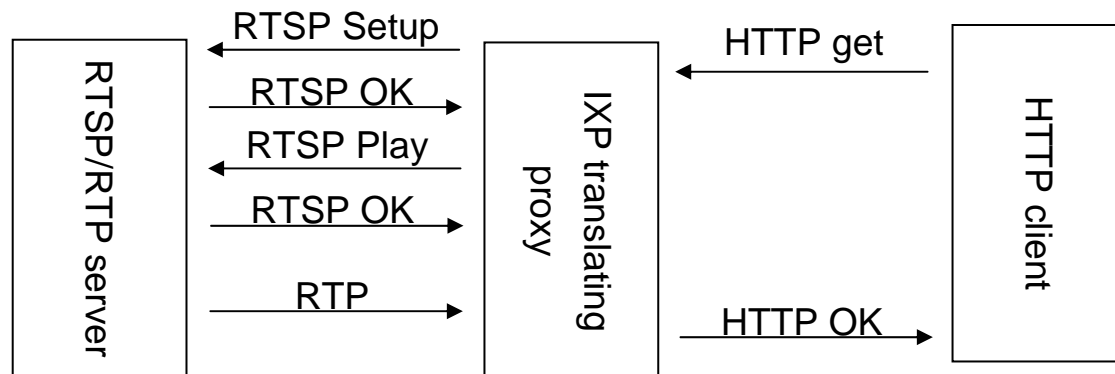 RTSP/RTP server
RTSP Setup
RTSP OK
RTSP Play
RTSP OK
RTP
IXP translating
proxy
HTTP get
HTTP OK
HTTP client